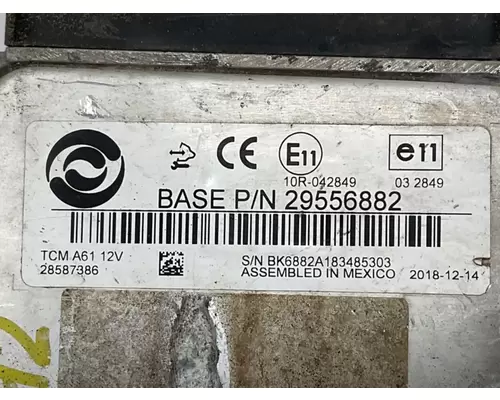 CE E11 e11
10R-042849 03 2849
BASE P/N 29556882
TCM A61 12V S/N BK6882A183485303
28587386 ASSEMBLED IN MEXICO 2018-12-14
12